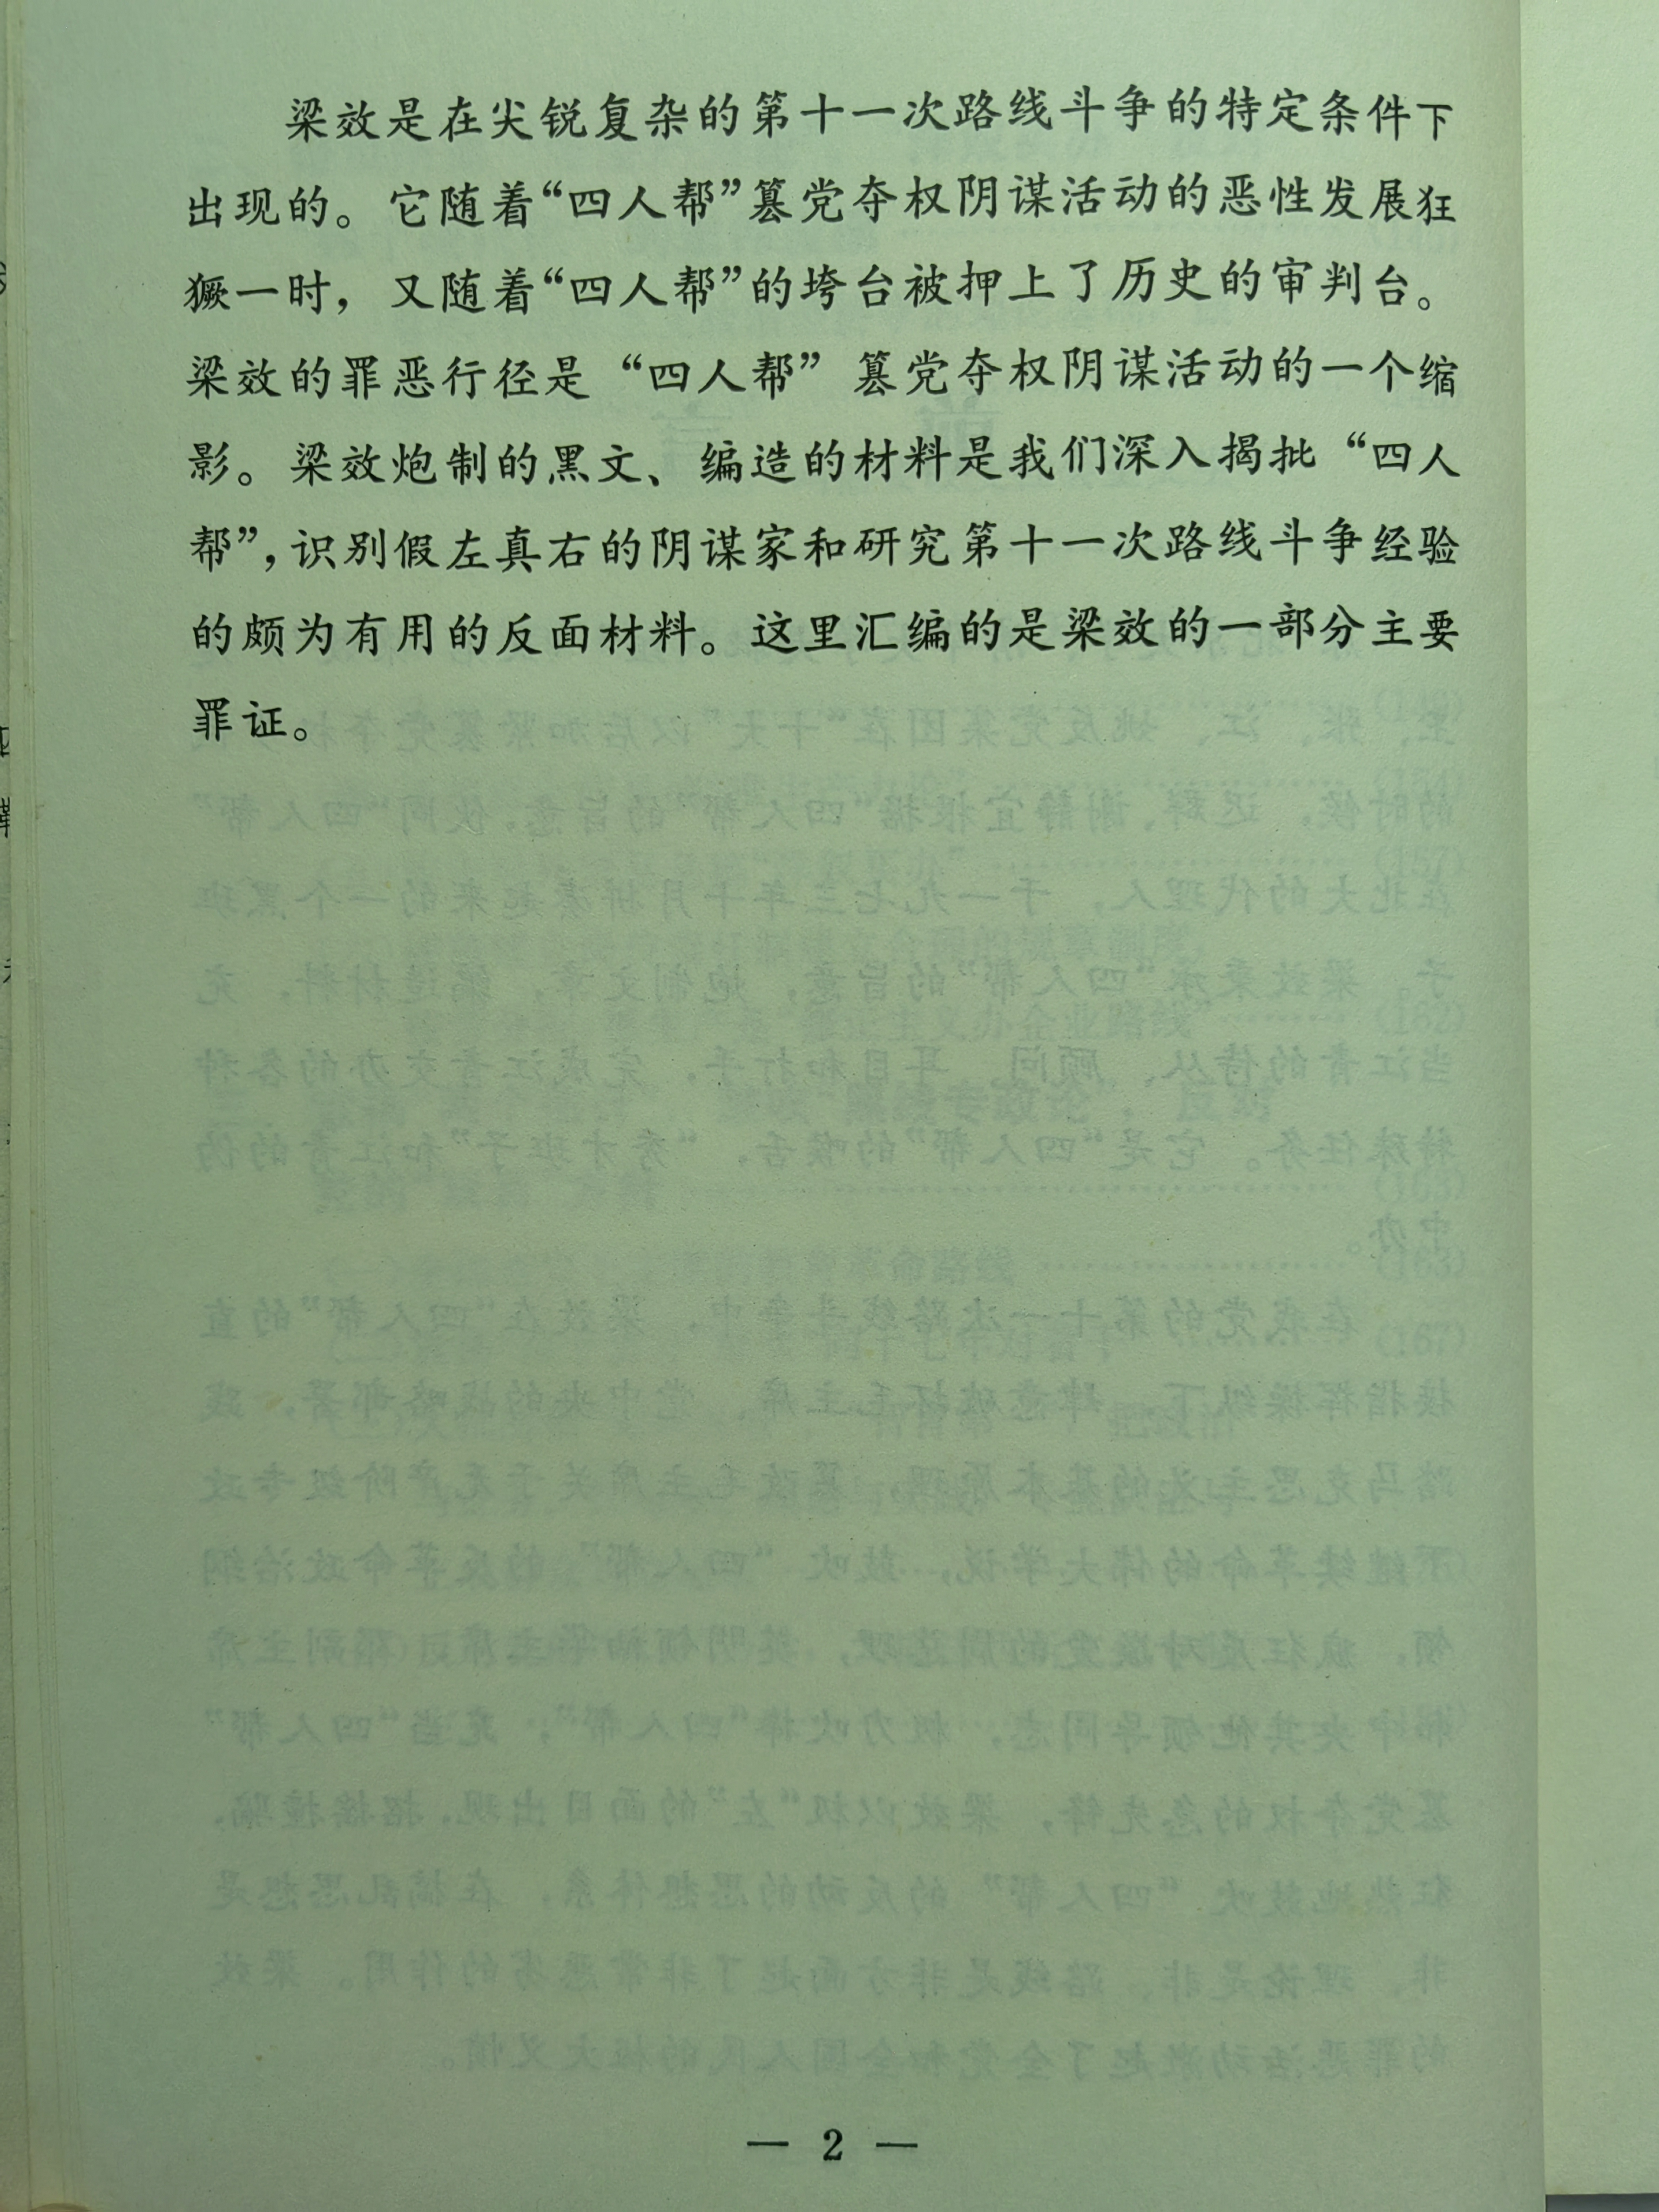 梁效是在尖锐复杂的第十一次路线斗争的特定条件下
出现的。它随着“四人帮”篡党夺权阴谋活动的恶性发展狂
獗一时，又随着“四人帮”的垮台被押上了历史的审判台。
梁效的罪恶行径是“四人帮”篡党夺权阴谋活动的一个缩
影。梁效炮制的黑文、编造的材料是我们深入揭批“四人
帮”，识别假左真右的阴谋家和研究第十一次路线斗争经验
的颇为有用的反面材料。这里汇编的是梁效的一部分主要
罪证。
— 2 —